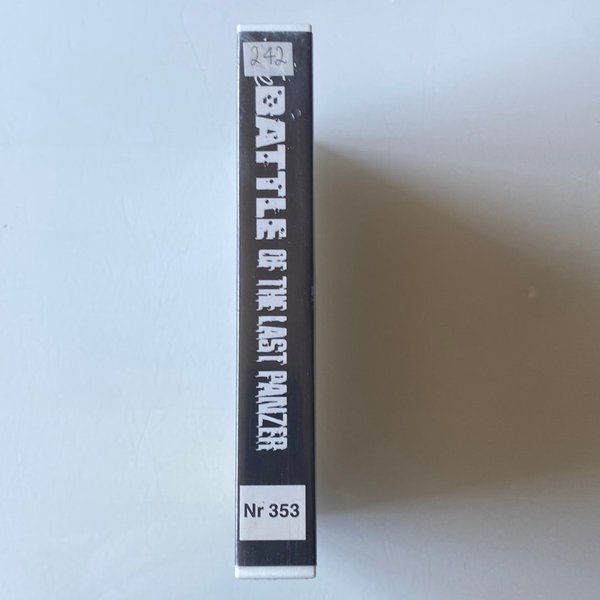 242
BATTLE OF THE LAST PANZER
Nr 353